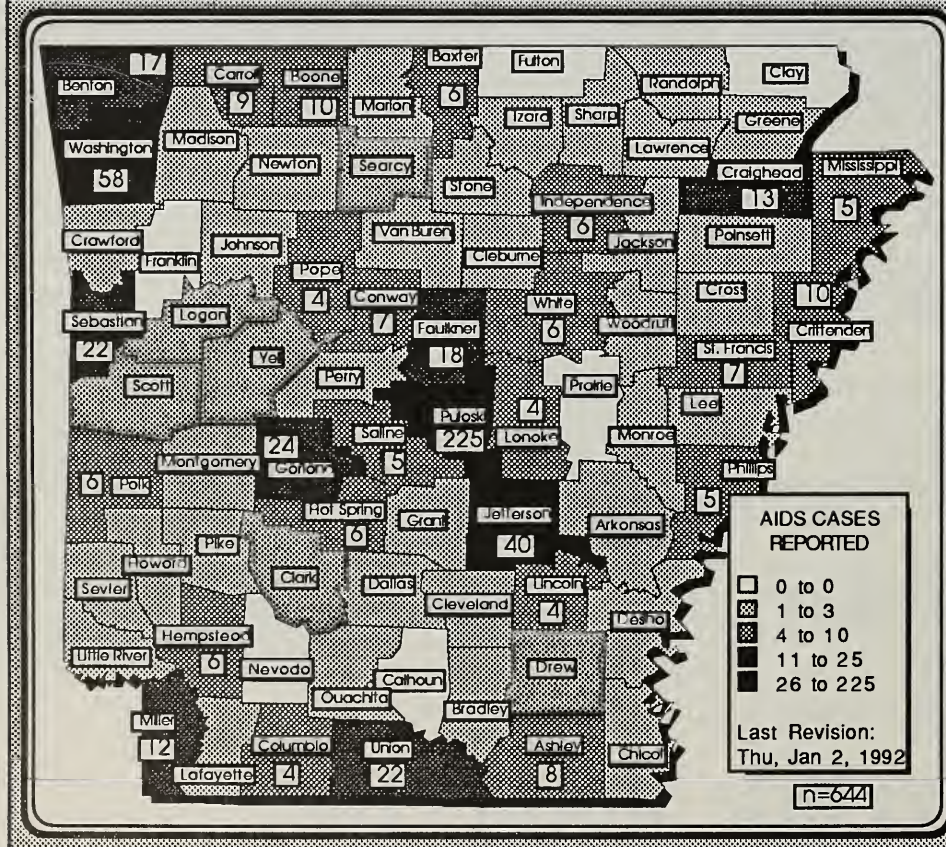 17
Baxter
Fulton
Benton
Carroll
Boone
Randolph
Clay
9
10
Marion
6
Izard
Sharp
Greene
Washington
Madison
Lawrence
58
Newton
Searcy
Craighead
Mississippi
Stone
Independence
13
5
6
Crawford
Johnson
Van Buren
Jackson
Poinsett
Franklin
Cleburne
Pope
Cross
10
4
Conway
White
Sebastian
Logan
7
Faulkner
6
Woodruff
Crittenden
22
Yell
18
St. Francis
Scott
Perry
Prairie
7
4
Lee
24
Saline
Pulaski
225
Lonoke
Monroe
Montgomery
5
Phillips
6
Polk
Hot Spring
5
6
Grant
Jefferson
Arkansas
Pike
40
Howard
Clark
Dallas
Lincoln
Sevier
Cleveland
4
Desha
Hempstead
Little River
6
Nevada
Drew
Calhoun
Ouachita
Bradley
Miller
12
Columbia
Union
Ashley
Chicot
Lafayette
4
22
8
AIDS CASES
REPORTED
0 to 0
1 to 3
4 to 10
11 to 25
26 to 225
Last Revision:
Thu, Jan 2, 1992
n=644